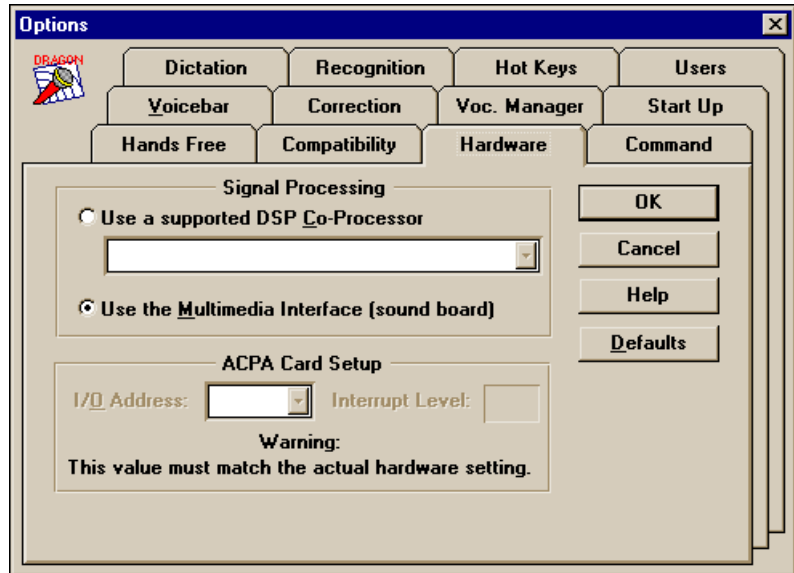 Options
DRAGON
Dictation Recognition Hot Keys Users
Voicebar Correction Voc. Manager Start Up
Hands Free Compatibility Hardware Command
Signal Processing
Use a supported DSP Co-Processor
Use the Multimedia Interface (sound board)
ACPA Card Setup
I/O Address: Interrupt Level:
Warning:
This value must match the actual hardware setting.
OK
Cancel
Help
Defaults